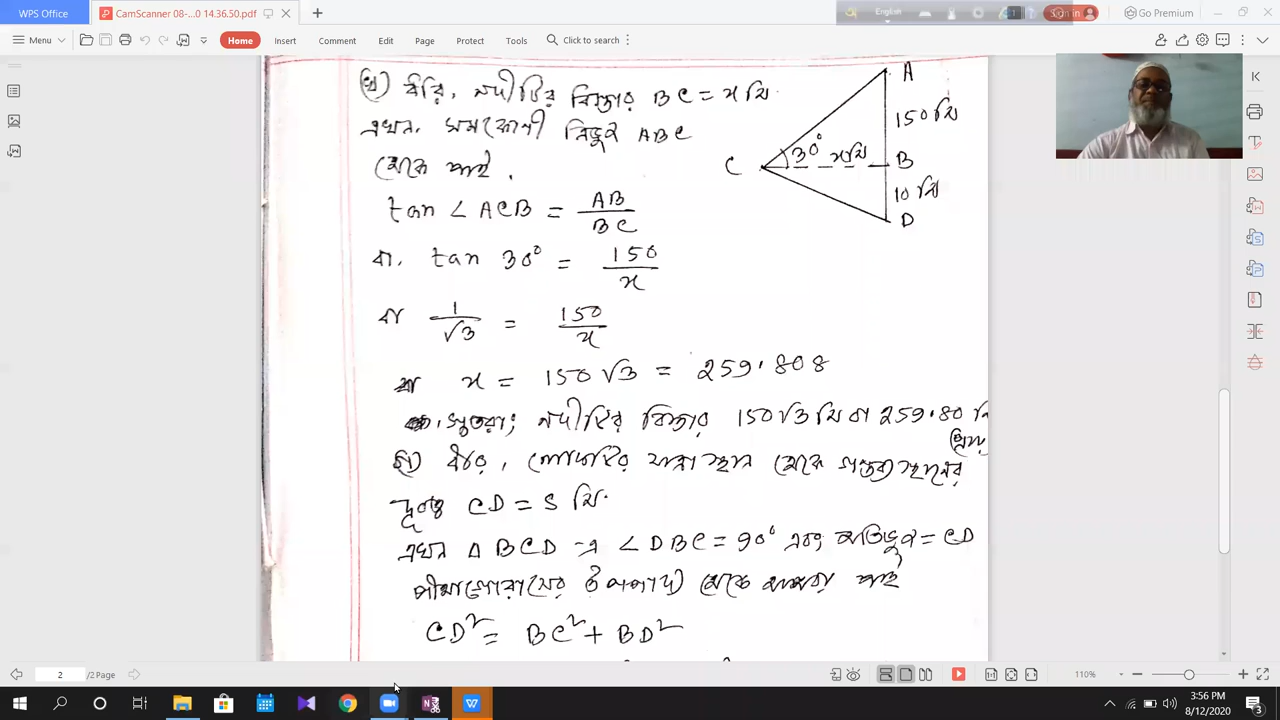 WPS Office
CamScanner 08-...0 14.36.50.pdf
English
Sign in
Go Premium
Menu
Home
Insert
Comment
Edit
Page
Protect
Tools
Click to search
(খ) ধরি, নদীটির বিস্তার BC = x মি
এখন, সমকোণী ত্রিভুজ ABC
থেকে পাই,
tan ∠ ACB = AB / BC
বা, tan 30° = 150 / x
বা 1 / √3 = 150 / x
বা x = 150 √3 = 259.808
সুতরাং, নদীটির বিস্তার 150√3 মি বা 259.80 মি
(প্রায়)
(গ) ধরি, লোকটির যাত্রা স্থান থেকে গন্তব্যস্থানের
দূরত্ব CD = S মি.
এখন Δ BCD এ ∠ DBC = 90° এবং অতিভুজ = CD
পীথাগোরাসের উপপাদ্য থেকে আমরা পাই
CD² = BC² + BD²
A
150 মি
C
30°
x মি
B
10 মি
D
2
/2 Page
110%
3:56 PM
8/12/2020